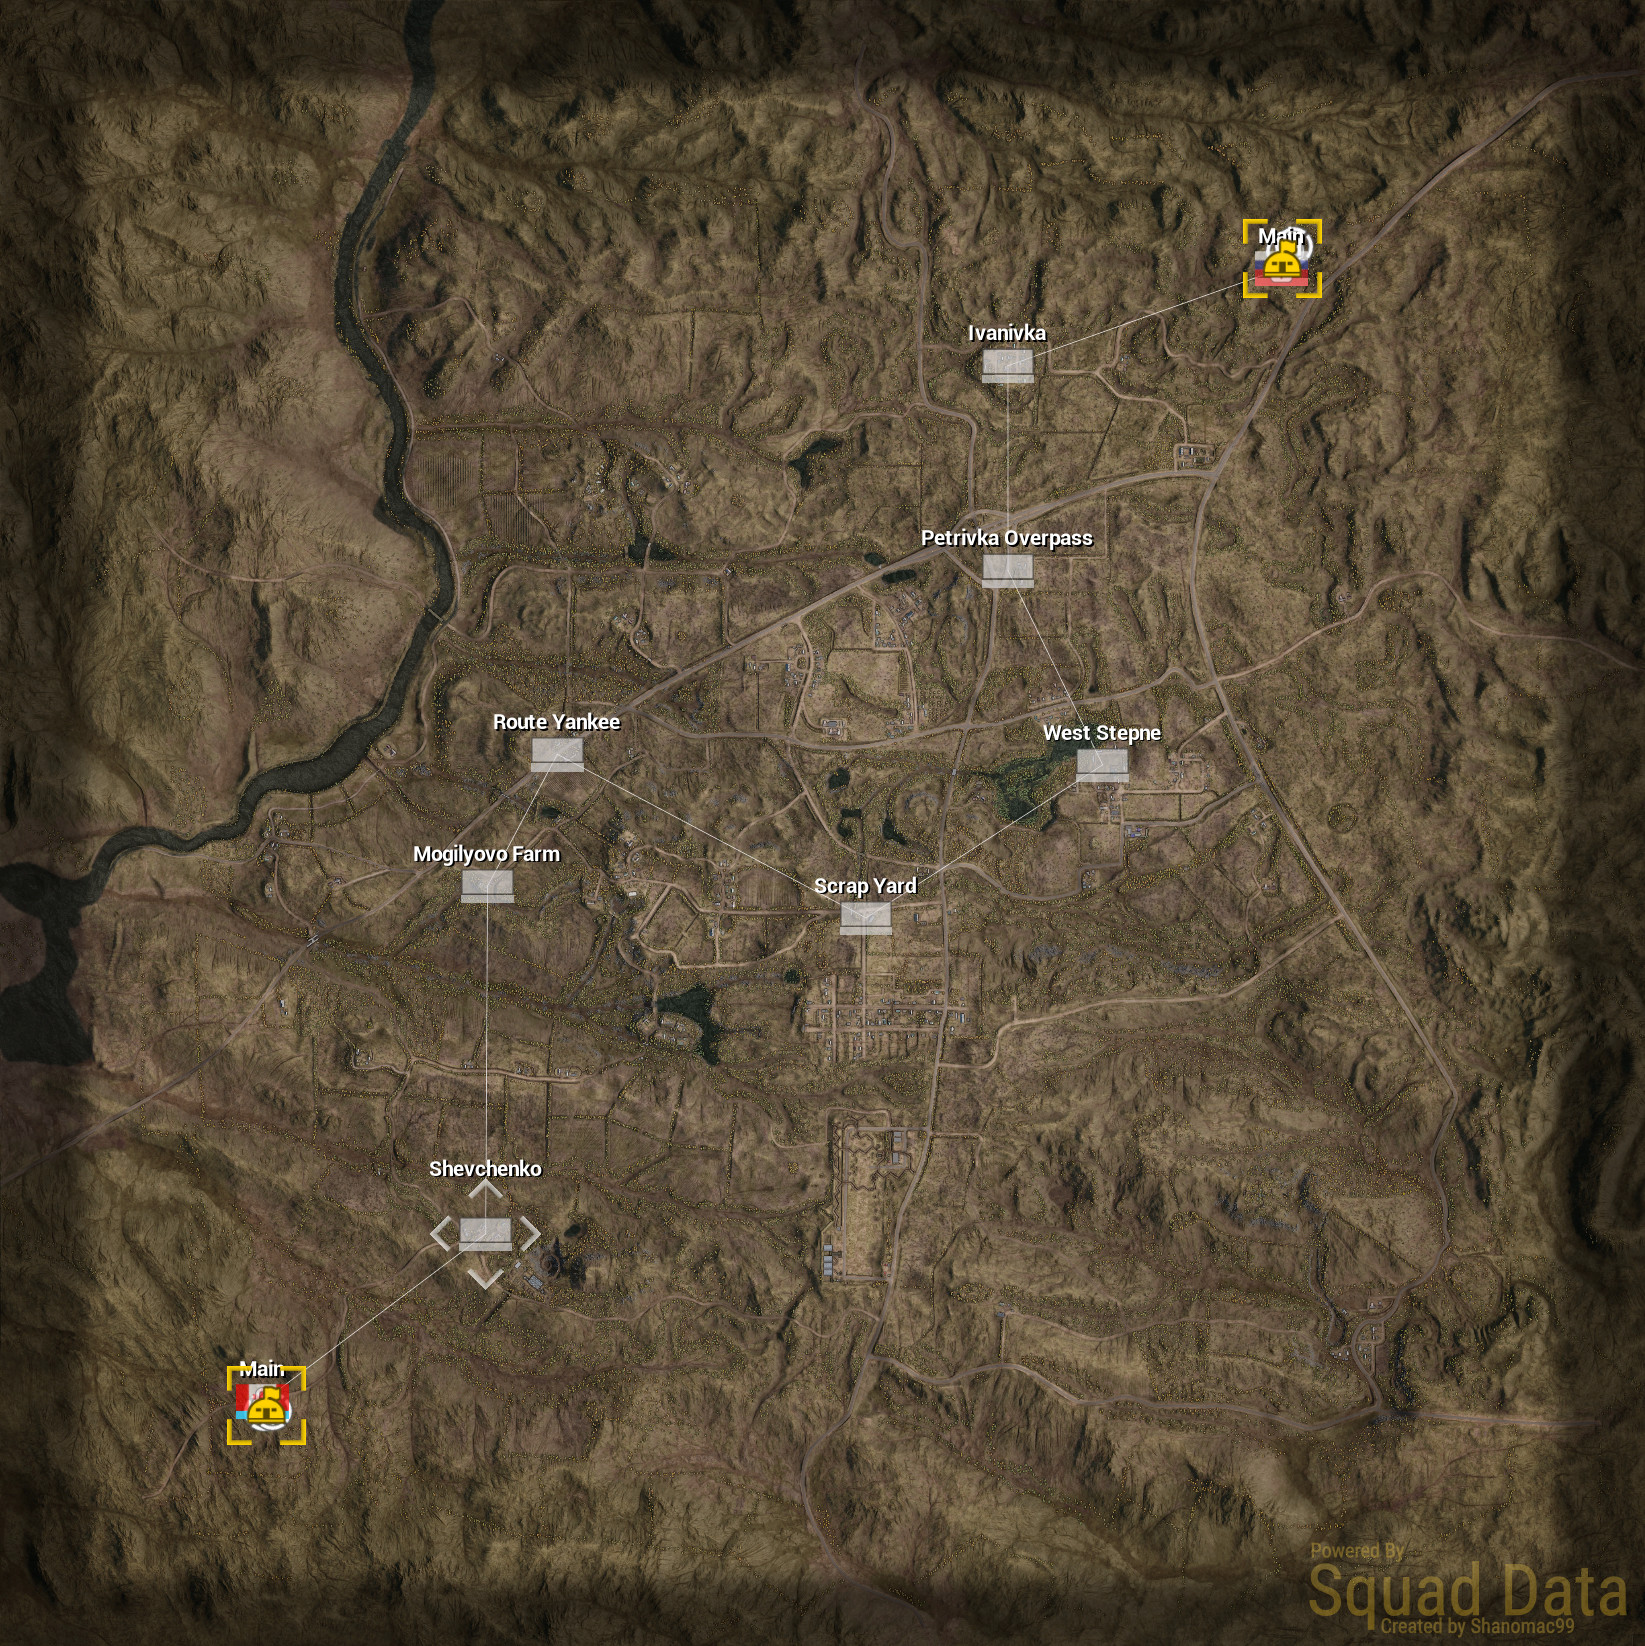 Main
Ivanivka
Petrivka Overpass
Route Yankee
West Stepne
Mogilyovo Farm
Scrap Yard
Shevchenko
Main
Powered By
Squad Data
Created by Shanomac99